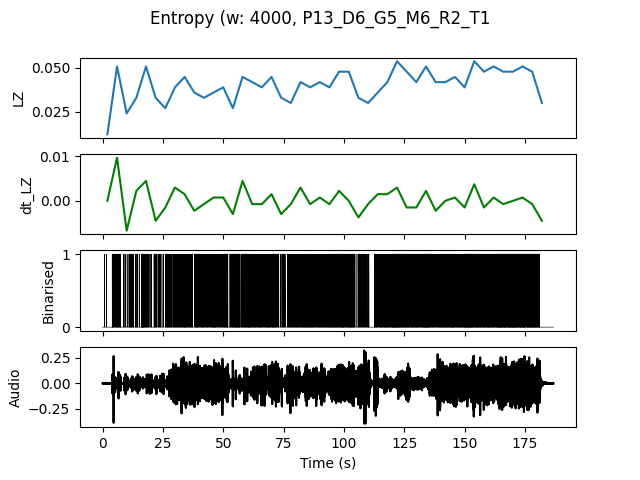 Entropy (w: 4000, P13_D6_G5_M6_R2_T1
0.050
0.025
LZ
0.01
0.00
dt_LZ
1
0
Binarised
0.25
0.00
−0.25
Audio
0 25 50 75 100 125 150 175
Time (s)